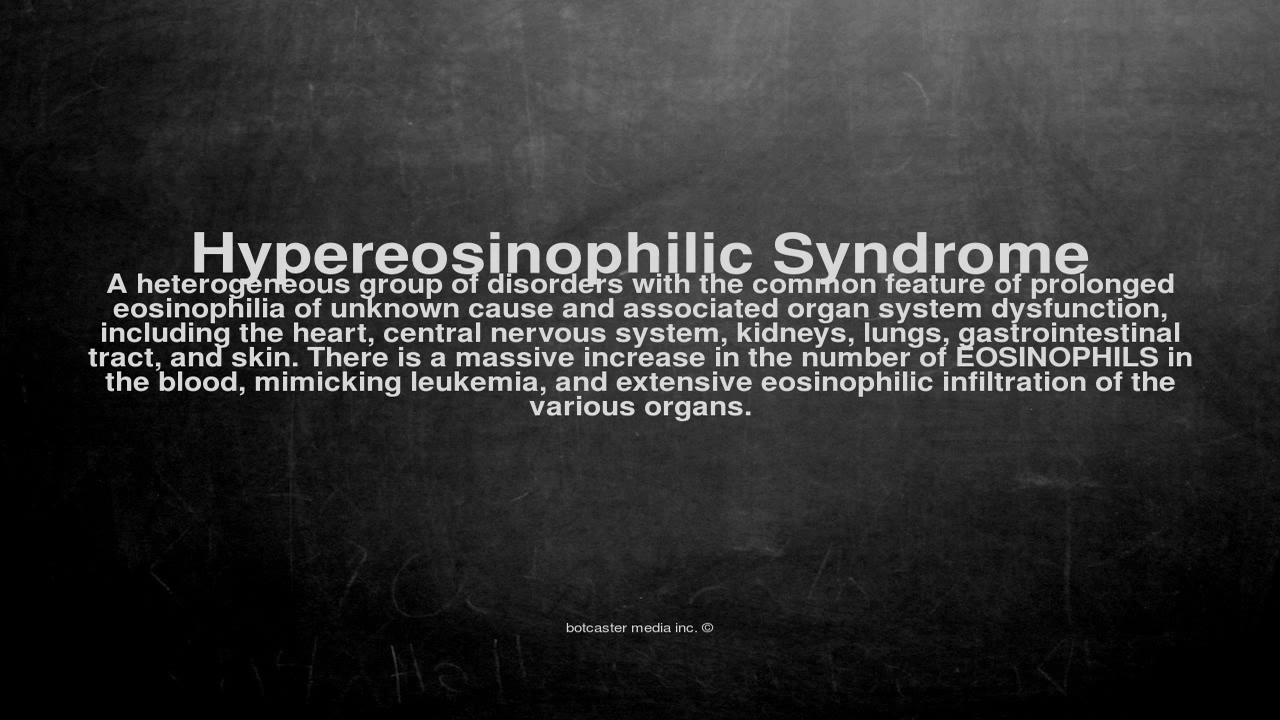 Hypereosinophilic Syndrome
A heterogeneous group of disorders with the common feature of prolonged
eosinophilia of unknown cause and associated organ system dysfunction,
including the heart, central nervous system, kidneys, lungs, gastrointestinal
tract, and skin. There is a massive increase in the number of EOSINOPHILS in
the blood, mimicking leukemia, and extensive eosinophilic infiltration of the
various organs.
botcaster media inc. ©